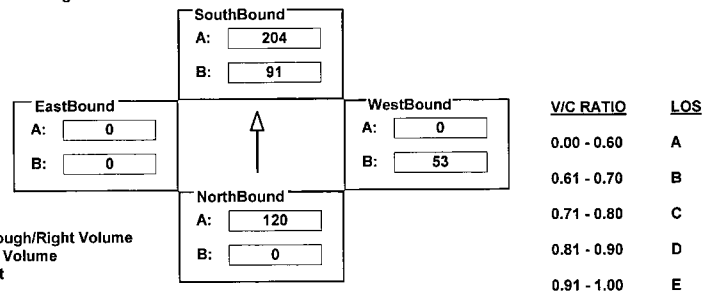 SouthBound
A: 204
B: 91
EastBound
A: 0
B: 0
WestBound
A: 0
B: 53
NorthBound
A: 120
B: 0
ough/Right Volume
Volume
t
V/C RATIO LOS
0.00 - 0.60 A
0.61 - 0.70 B
0.71 - 0.80 C
0.81 - 0.90 D
0.91 - 1.00 E